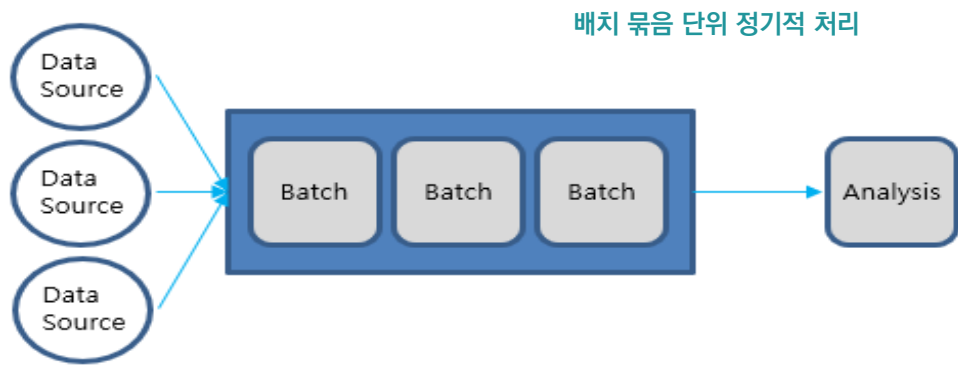 배치 묶음 단위 정기적 처리
Data
Source
Data
Source
Data
Source
Batch
Batch
Batch
Analysis